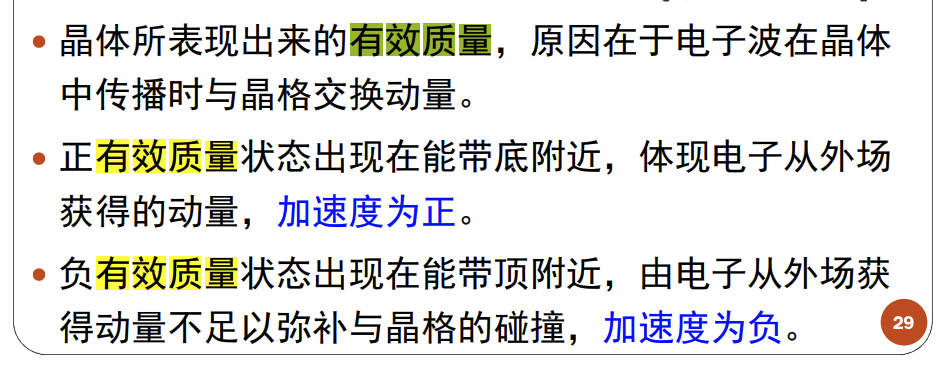 • 晶体所表现出来的有效质量，原因在于电子波在晶体
中传播时与晶格交换动量。
• 正有效质量状态出现在能带底附近，体现电子从外场
获得的动量，加速度为正。
• 负有效质量状态出现在能带顶附近，由电子从外场获
得动量不足以弥补与晶格的碰撞，加速度为负。
29